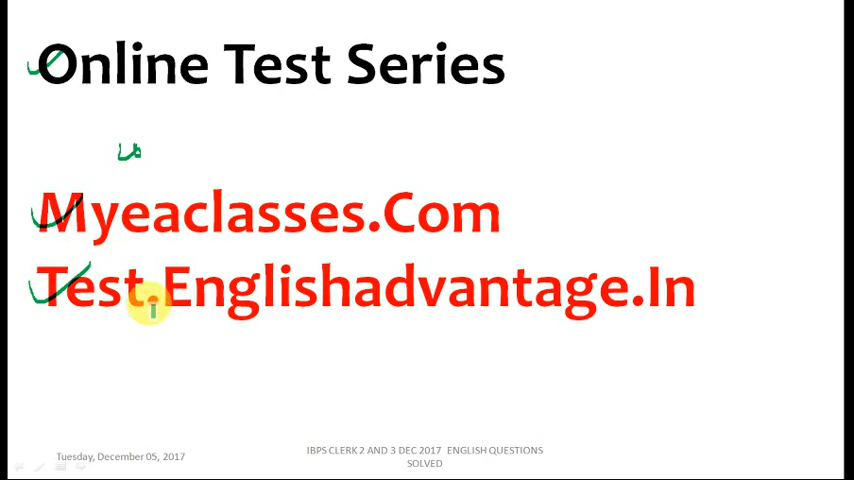 Online Test Series
Myeaclasses.Com
Test.Englishadvantage.In
Tuesday, December 05, 2017
IBPS CLERK 2 AND 3 DEC 2017 ENGLISH QUESTIONS
SOLVED